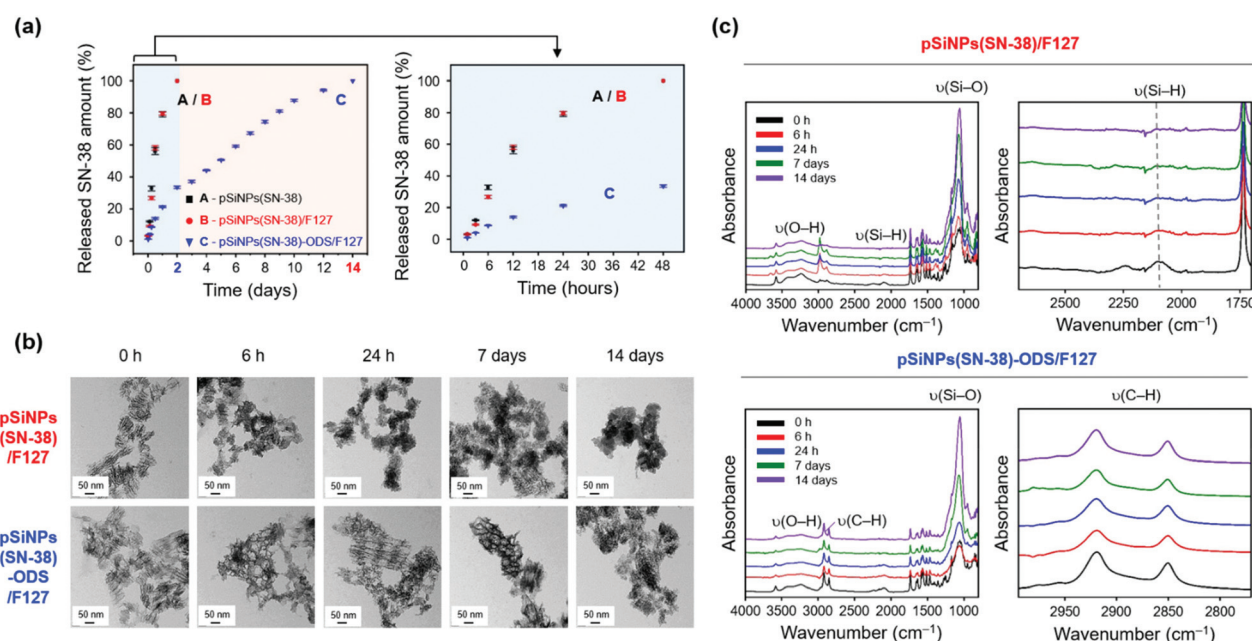 (a)
Released SN-38 amount (%)
100
80
60
40
20
0
A / B
C
A - pSiNPs(SN-38)
B - pSiNPs(SN-38)/F127
C - pSiNPs(SN-38)-ODS/F127
0 2 4 6 8 10 12 14
Time (days)
Released SN-38 amount (%)
100
80
60
40
20
0
A / B
C
0 6 12 18 24 30 36 42 48
Time (hours)
(b)
0 h 6 h 24 h 7 days 14 days
pSiNPs
(SN-38)
/F127
50 nm 50 nm 50 nm 50 nm 50 nm
pSiNPs
(SN-38)
-ODS
/F127
50 nm 50 nm 50 nm 50 nm 50 nm
(c)
pSiNPs(SN-38)/F127
υ(Si–O)
0 h
6 h
24 h
7 days
14 days
υ(O–H)
υ(Si–H)
Absorbance
4000 3500 3000 2500 2000 1500 1000
Wavenumber (cm⁻¹)
υ(Si–H)
Absorbance
2500 2250 2000 1750
Wavenumber (cm⁻¹)
pSiNPs(SN-38)-ODS/F127
υ(Si–O)
0 h
6 h
24 h
7 days
14 days
υ(O–H)
υ(C–H)
Absorbance
4000 3500 3000 2500 2000 1500 1000
Wavenumber (cm⁻¹)
υ(C–H)
Absorbance
2950 2900 2850 2800
Wavenumber (cm⁻¹)